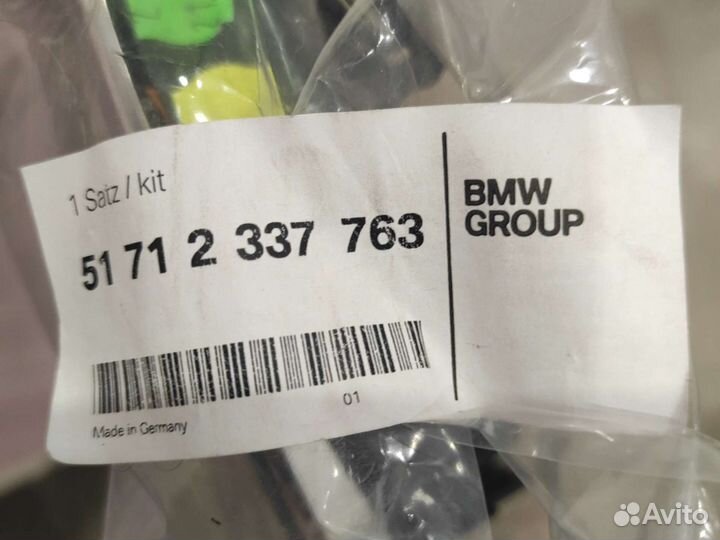 1 Satz / kit
51 71 2 337 763
BMW
GROUP
01
Made in Germany
Avito